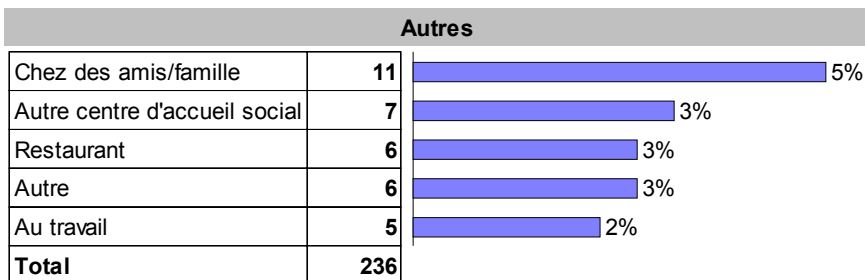 Autres
Chez des amis/famille 11 5%
Autre centre d'accueil social 7 3%
Restaurant 6 3%
Autre 6 3%
Au travail 5 2%
Total 236